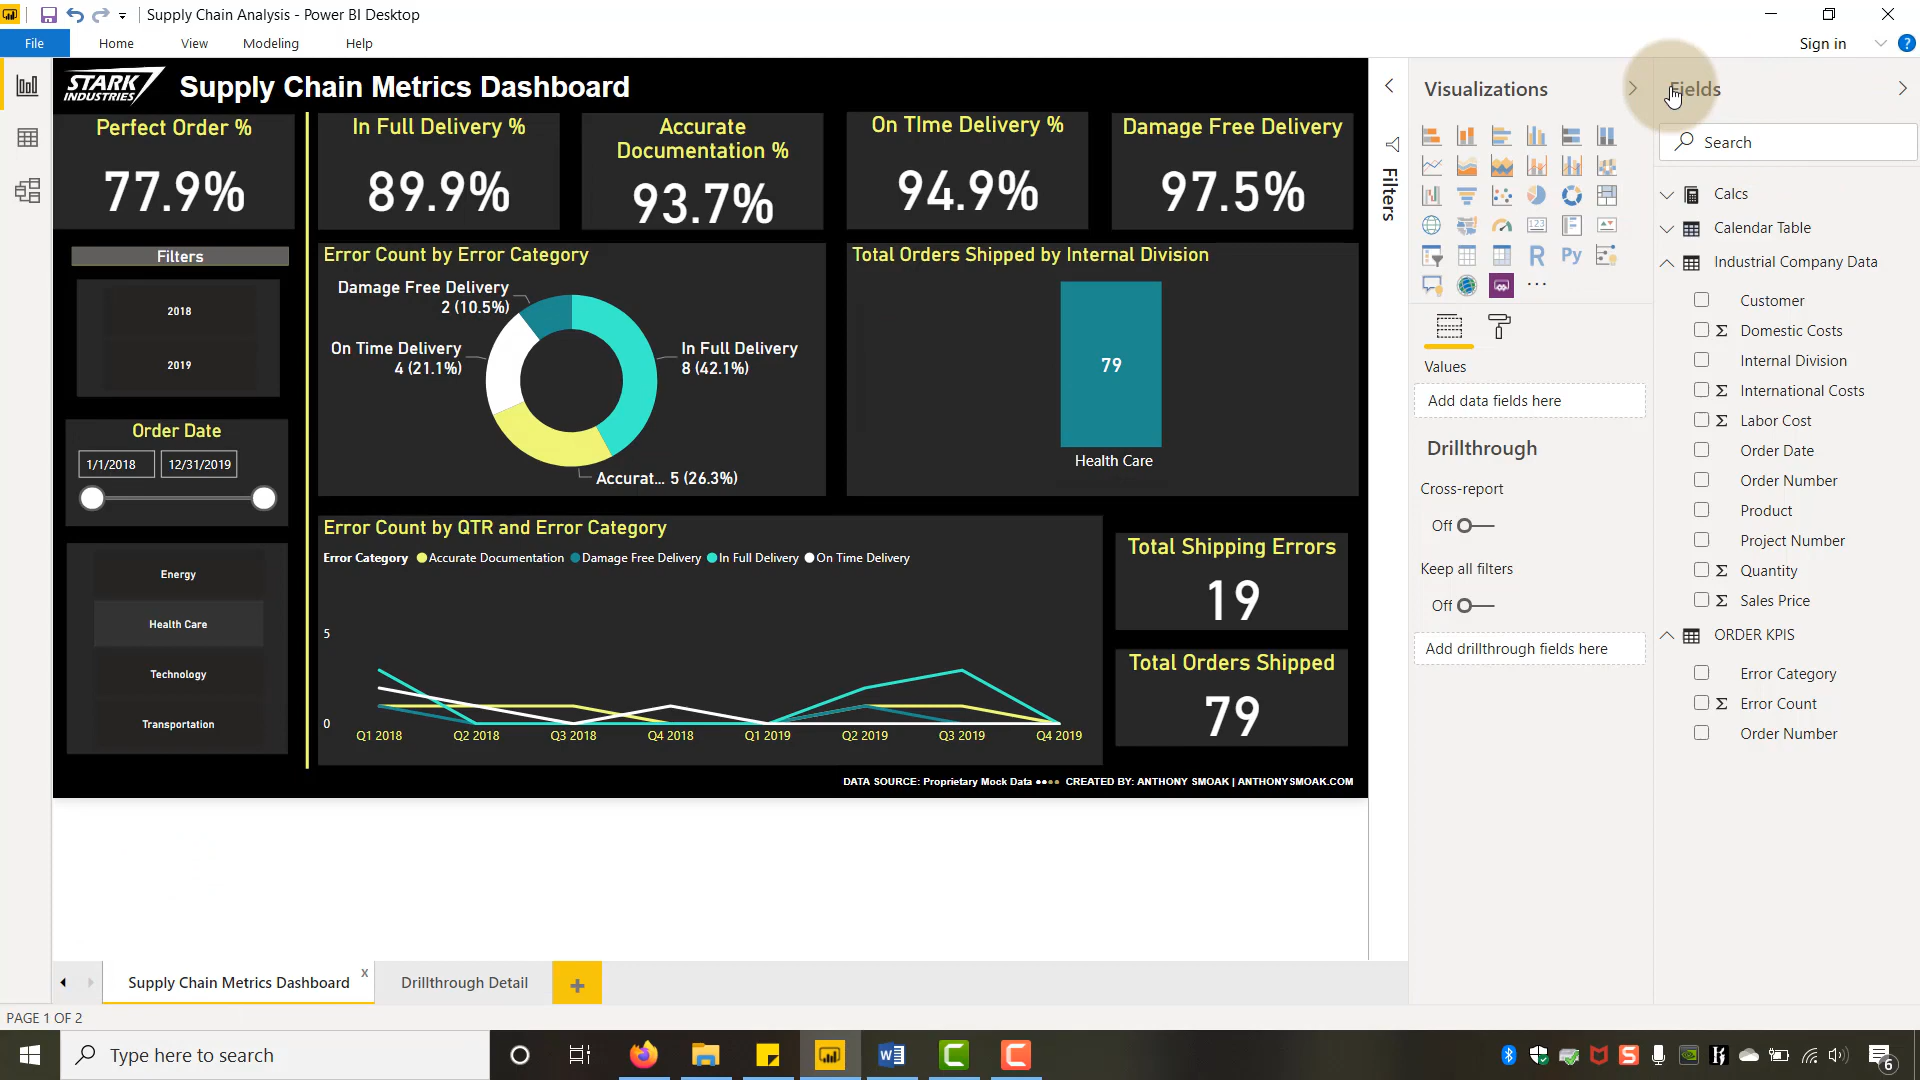 Supply Chain Analysis - Power BI Desktop
File
Home
View
Modeling
Help
Sign in
?
STARK
INDUSTRIES
Supply Chain Metrics Dashboard
Perfect Order %
77.9%
In Full Delivery %
89.9%
Accurate
Documentation %
93.7%
On TIme Delivery %
94.9%
Damage Free Delivery
97.5%
Filters
2018
2019
Order Date
1/1/2018
12/31/2019
Energy
Health Care
Technology
Transportation
Error Count by Error Category
Damage Free Delivery
2 (10.5%)
On Time Delivery
4 (21.1%)
In Full Delivery
8 (42.1%)
Accurat... 5 (26.3%)
Total Orders Shipped by Internal Division
79
Health Care
Error Count by QTR and Error Category
Error Category Accurate Documentation Damage Free Delivery In Full Delivery On Time Delivery
5
0
Q1 2018 Q2 2018 Q3 2018 Q4 2018 Q1 2019 Q2 2019 Q3 2019 Q4 2019
Total Shipping Errors
19
Total Orders Shipped
79
DATA SOURCE: Proprietary Mock Data ●●●● CREATED BY: ANTHONY SMOAK | ANTHONYSMOAK.COM
Filters
Visualizations
123
R
Py
...
Values
Add data fields here
Drillthrough
Cross-report
Off
Keep all filters
Off
Add drillthrough fields here
Fields
Search
Calcs
Calendar Table
Industrial Company Data
Customer
Σ Domestic Costs
Internal Division
Σ International Costs
Σ Labor Cost
Order Date
Order Number
Product
Project Number
Σ Quantity
Σ Sales Price
ORDER KPIS
Error Category
Σ Error Count
Order Number
Supply Chain Metrics Dashboard x
Drillthrough Detail
+
PAGE 1 OF 2
Type here to search
6